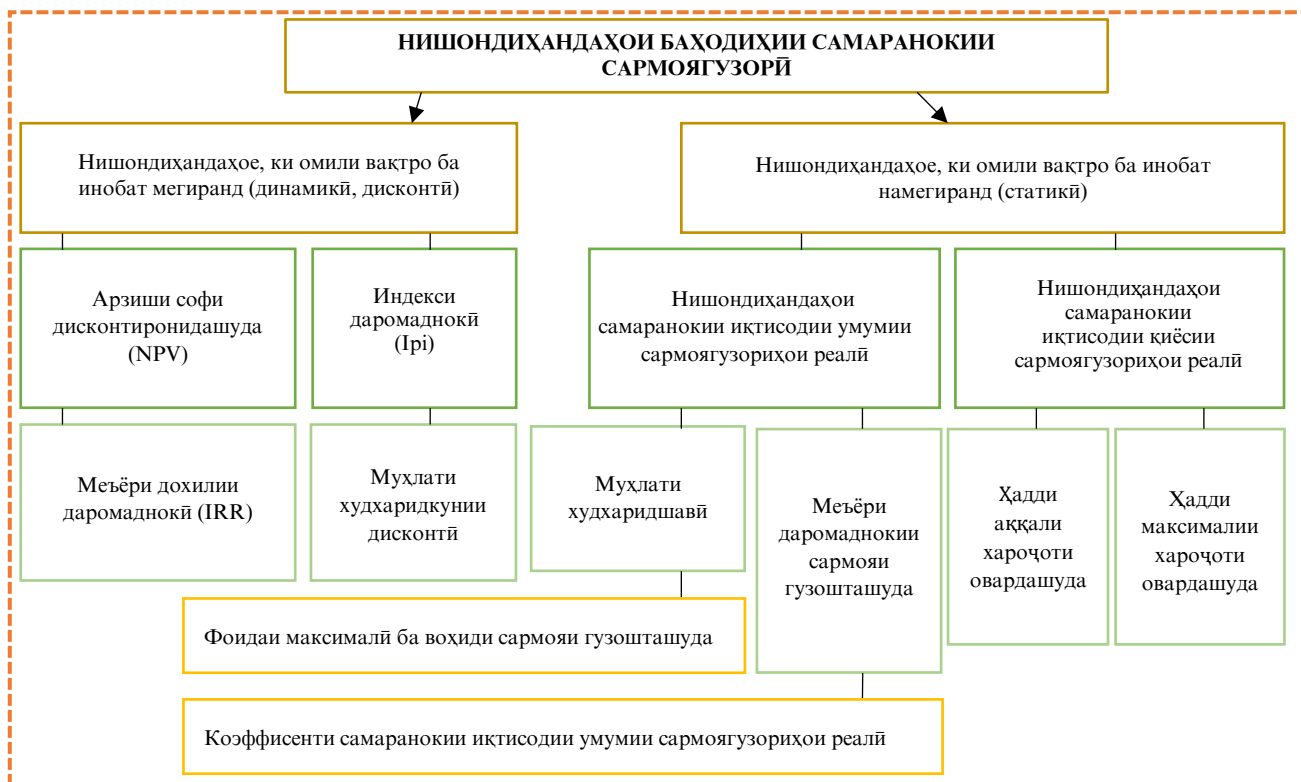 НИШОНДИҲАНДАҲОИ БАҲОДИҲИИ САМАРАНОКИИ
САРМОЯГУЗОРӢ
Нишондиҳандаҳое, ки омили вақтро ба
инобат мегиранд (динамикӣ, дисконтӣ)
Нишондиҳандаҳое, ки омили вақтро ба инобат
намегиранд (статикӣ)
Арзиши софи
дисконтиронидашуда
(NPV)
Индекси
даромаднокӣ
(Ipi)
Нишондиҳандаҳои
самаранокии иқтисодии умумии
сармоягузориҳои реалӣ
Нишондиҳандаҳои
самаранокии
иқтисодии қиёсии
сармоягузориҳои реалӣ
Меъёри дохилии
даромаднокӣ (IRR)
Муҳлати
худхаридкунии
дисконтӣ
Муҳлати
худхаридшавӣ
Меъёри
даромаднокии
сармояи
гузошташуда
Ҳадди
аққали
хароҷоти
овардашуда
Ҳадди
максималии
хароҷоти
овардашуда
Фоидаи максималӣ ба воҳиди сармояи гузошташуда
Коэффисенти самаранокии иқтисодии умумии сармоягузориҳои реалӣ